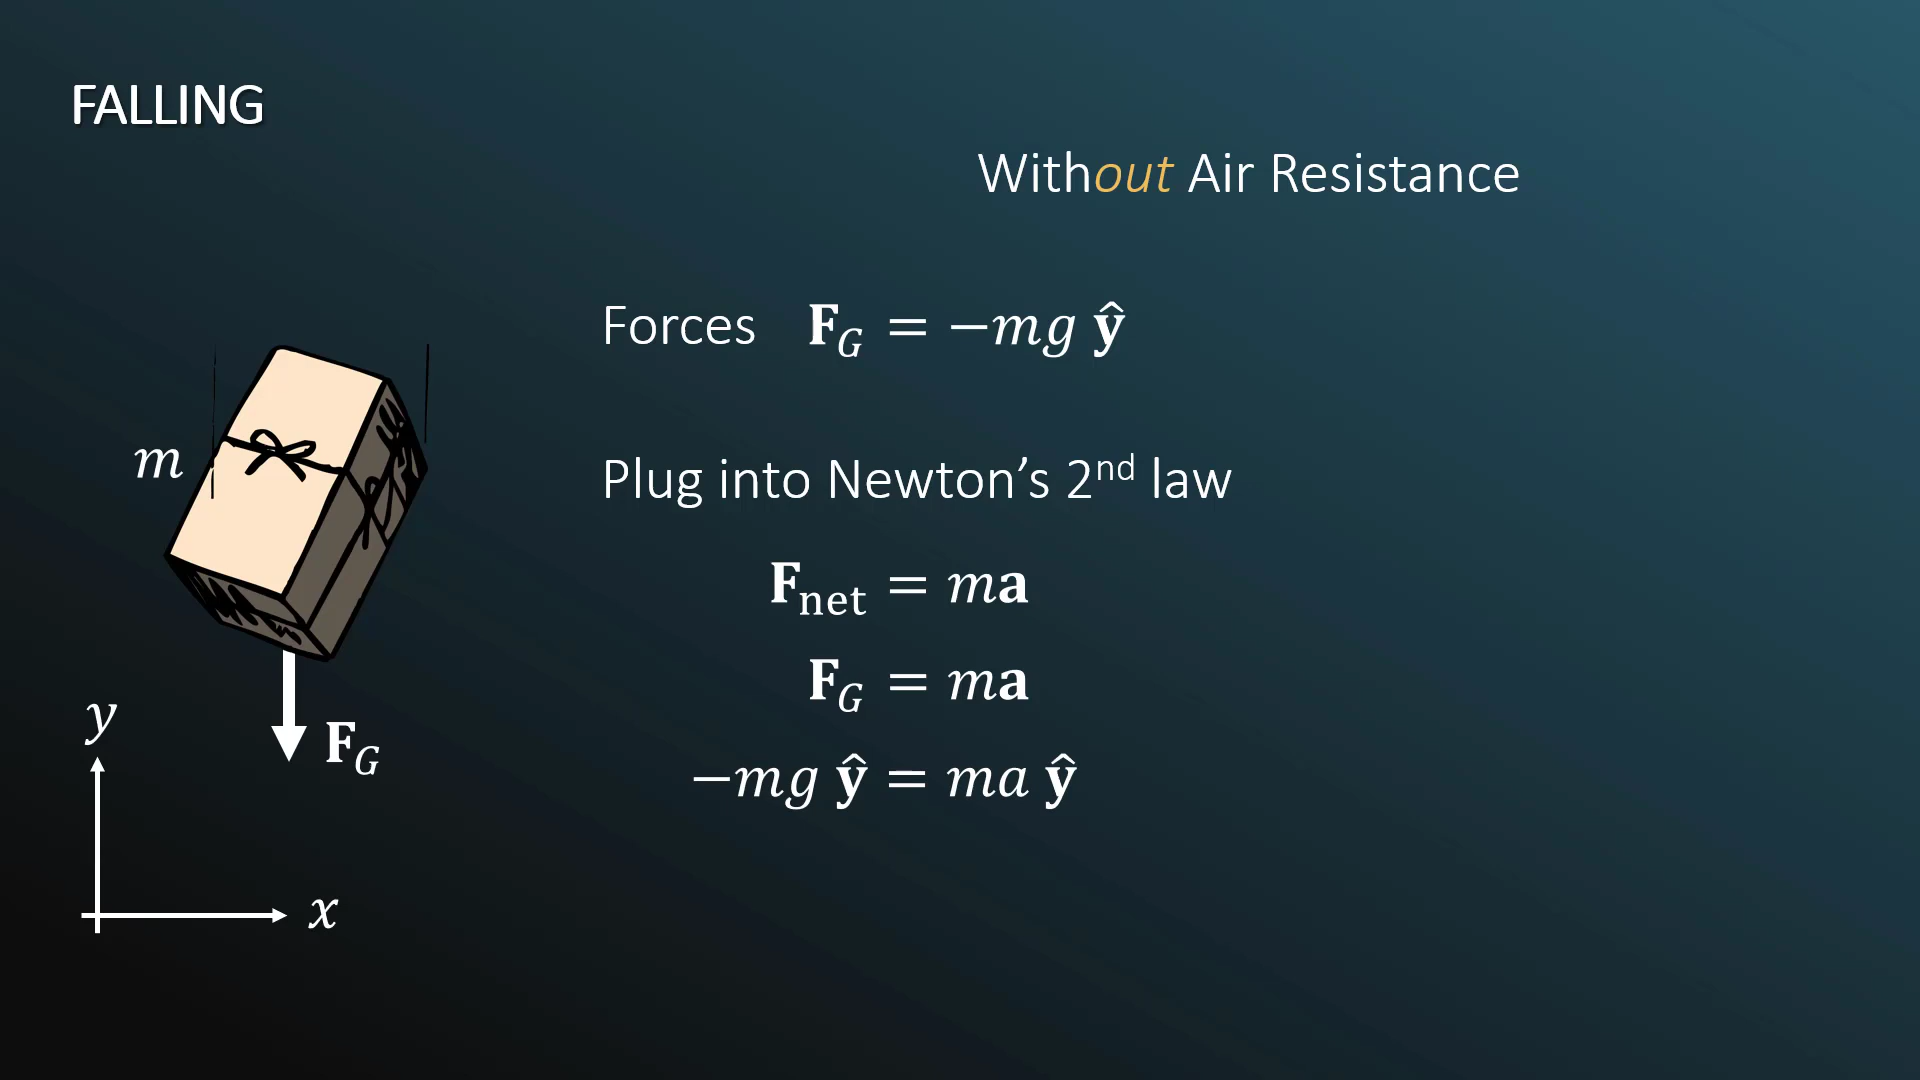 FALLING
Without Air Resistance
Forces 𝐅_G = −mg ŷ
Plug into Newton’s 2nd law
𝐅_net = m𝐚
𝐅_G = m𝐚
−mg ŷ = ma ŷ
m
𝐅_G
y
x